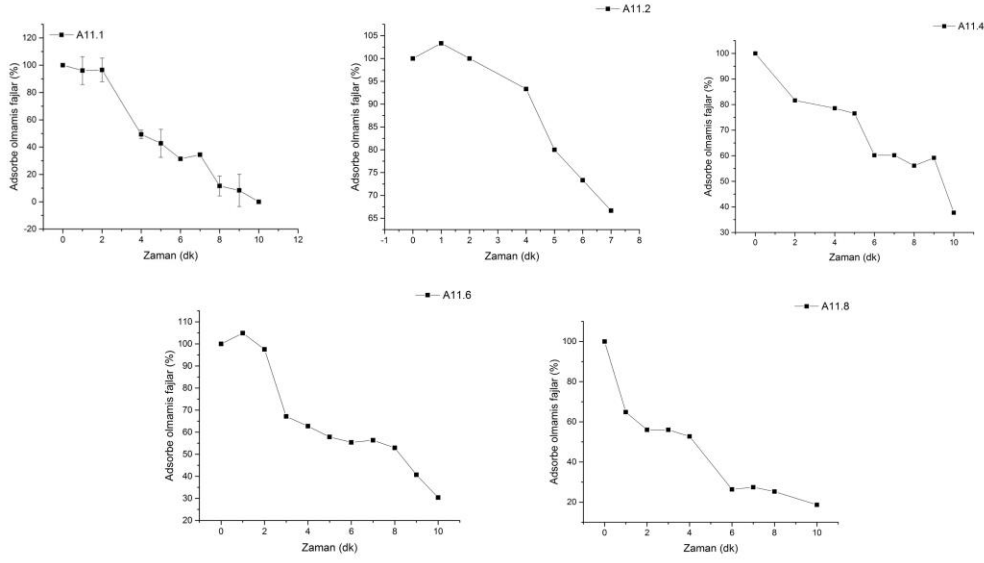 A11.1
Adsorbe olmamis fajlar (%)
120
100
80
60
40
20
0
-20
0 2 4 6 8 10 12
Zaman (dk)
A11.2
Adsorbe olmamis fajlar (%)
105
100
95
90
85
80
75
70
65
-1 0 1 2 3 4 5 6 7 8
Zaman (dk)
A11.4
Adsorbe olmamis fajlar (%)
100
90
80
70
60
50
40
30
0 2 4 6 8 10
Zaman (dk)
A11.6
Adsorbe olmamis fajlar (%)
110
100
90
80
70
60
50
40
30
20
0 2 4 6 8 10
Zaman (dk)
A11.8
Adsorbe olmamis fajlar (%)
100
80
60
40
20
0 2 4 6 8 10
Zaman (dk)